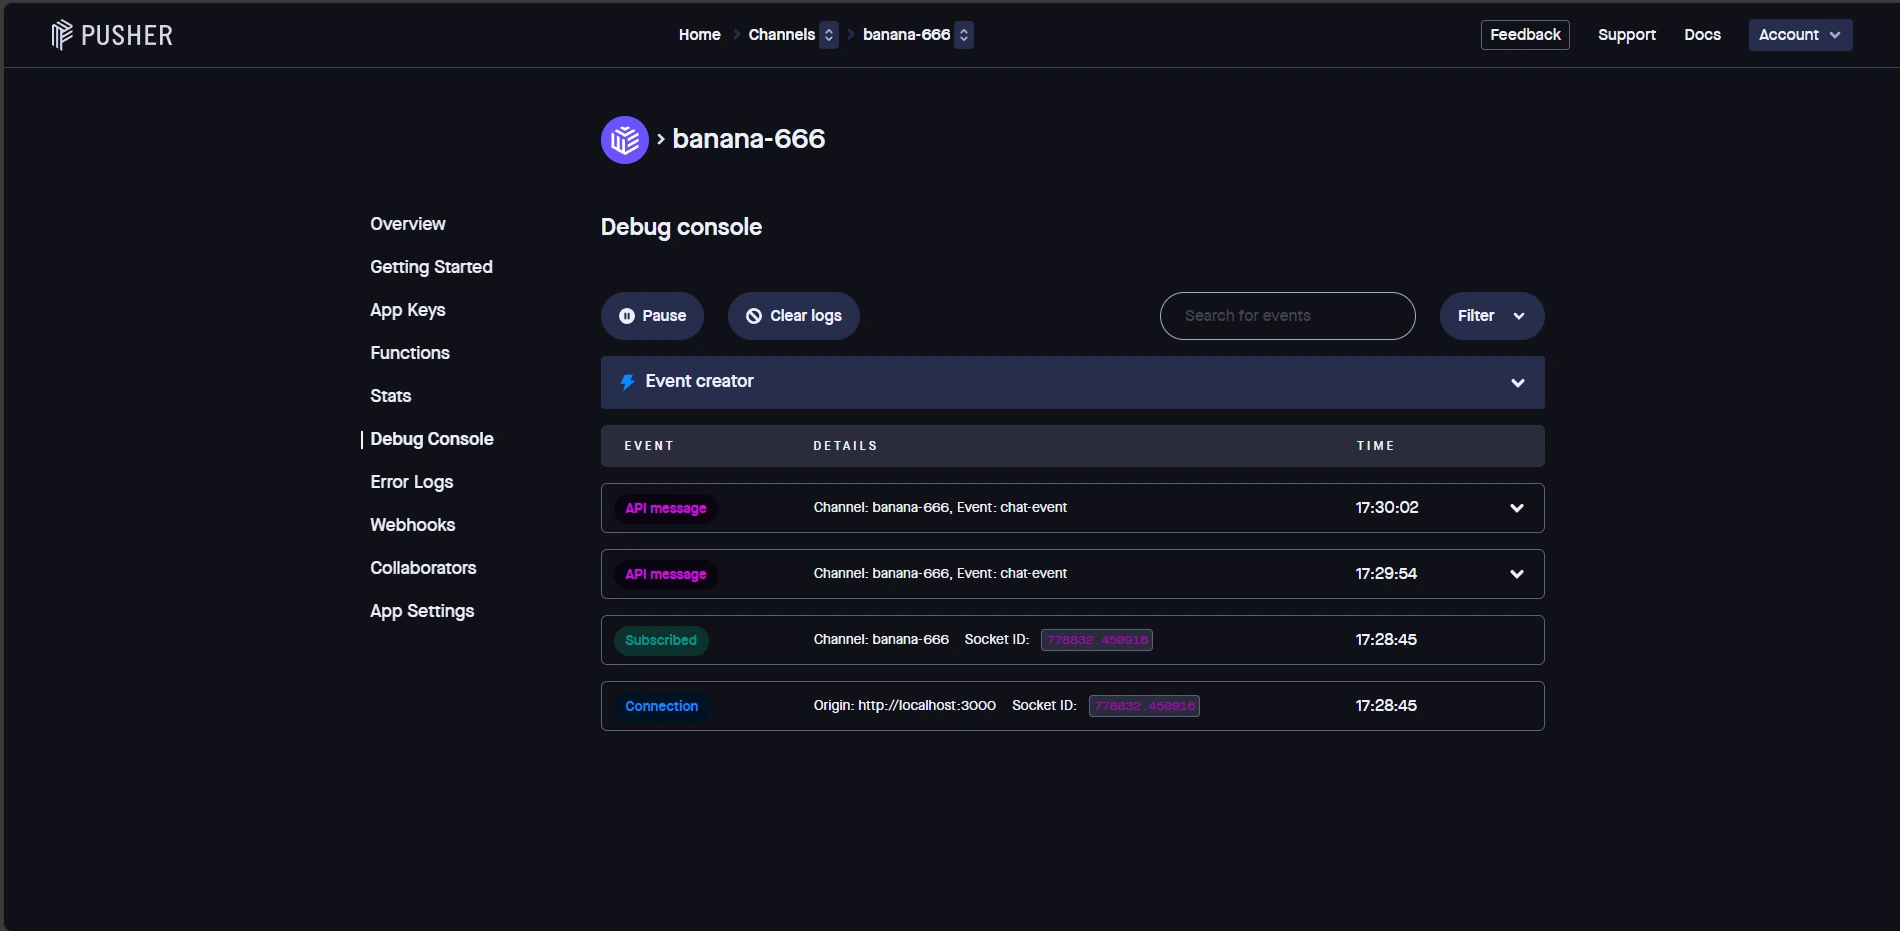 PUSHER
Home Channels banana-666
Feedback Support Docs Account
banana-666
Overview
Getting Started
App Keys
Functions
Stats
Debug Console
Error Logs
Webhooks
Collaborators
App Settings
Debug console
Pause Clear logs Search for events Filter
Event creator
EVENT DETAILS TIME
API message Channel: banana-666, Event: chat-event 17:30:02
API message Channel: banana-666, Event: chat-event 17:29:54
Subscribed Channel: banana-666 Socket ID: 778832.450916 17:28:45
Connection Origin: http://localhost:3000 Socket ID: 778832.450916 17:28:45